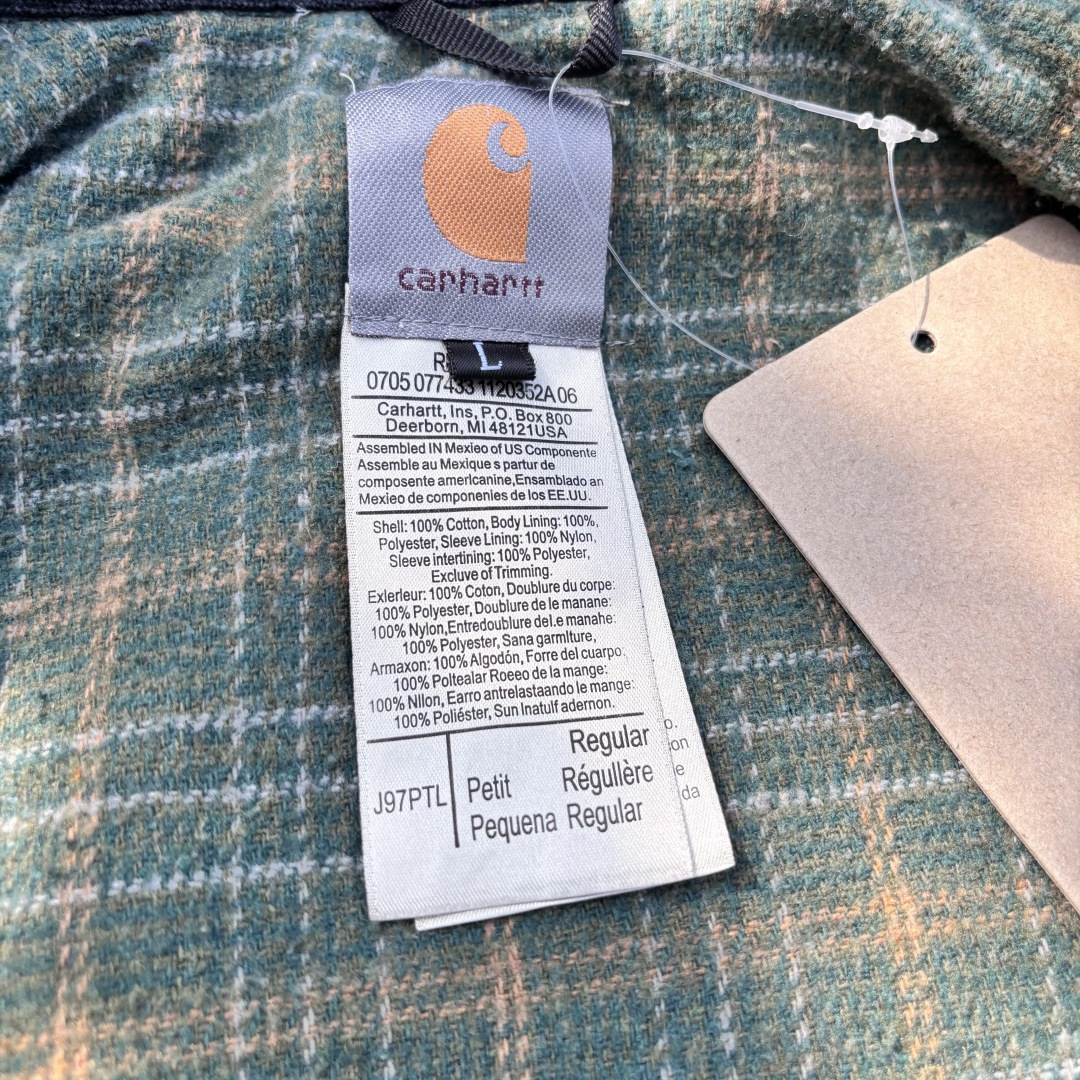 carhartt
L
R
0705 077433 1120352A 06
Carhartt, Ins, P.O. Box 800
Deerborn, MI 48121USA
Assembled IN Mexieo of US Componente
Assemble au Mexique s partur de
composente amerlcanine,Ensamblado an
Mexieo de componenies de los EE.UU.
Shell: 100% Cotton, Body Lining: 100%,
Polyester, Sleeve Lining: 100% Nylon,
Sleeve intertining: 100% Polyester,
Excluve of Trimming.
Exlerleur: 100% Coton, Doublure du corpe:
100% Polyester, Doublure de le manane:
100% Nylon,Entredoublure del.e manahe:
100% Polyester, Sana garmlture,
Armaxon: 100% Algodón, Forre del cuarpo:
100% Poltealar Roeeo de la mange:
100% Nllon, Earro antrelastaando le mange:
100% Poliéster, Sun Inatulf adernon.
J97PTL
Regular
Petit Régullère
Pequena Regular
o.
on
e
da